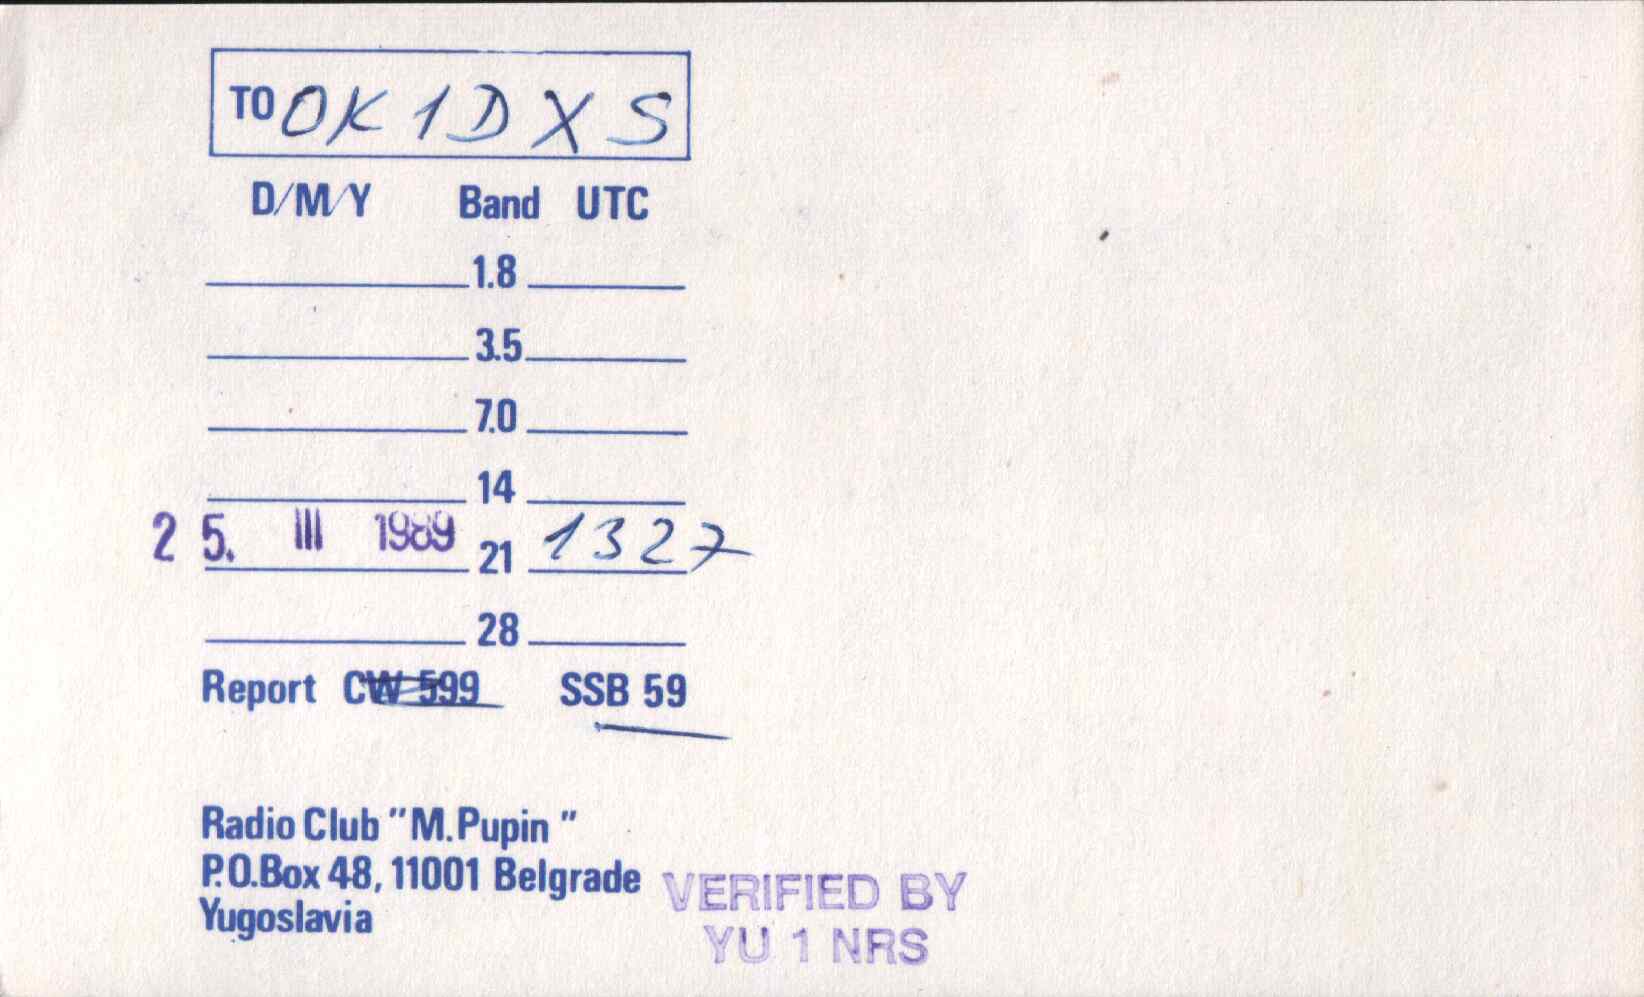 TO OK1DXS
D/M/Y Band UTC
1.8
3.5
7.0
14
25. III 1989 21 1327
28
Report CW 599 SSB 59
Radio Club "M. Pupin"
P.O.Box 48, 11001 Belgrade
Yugoslavia
VERIFIED BY
YU 1 NRS